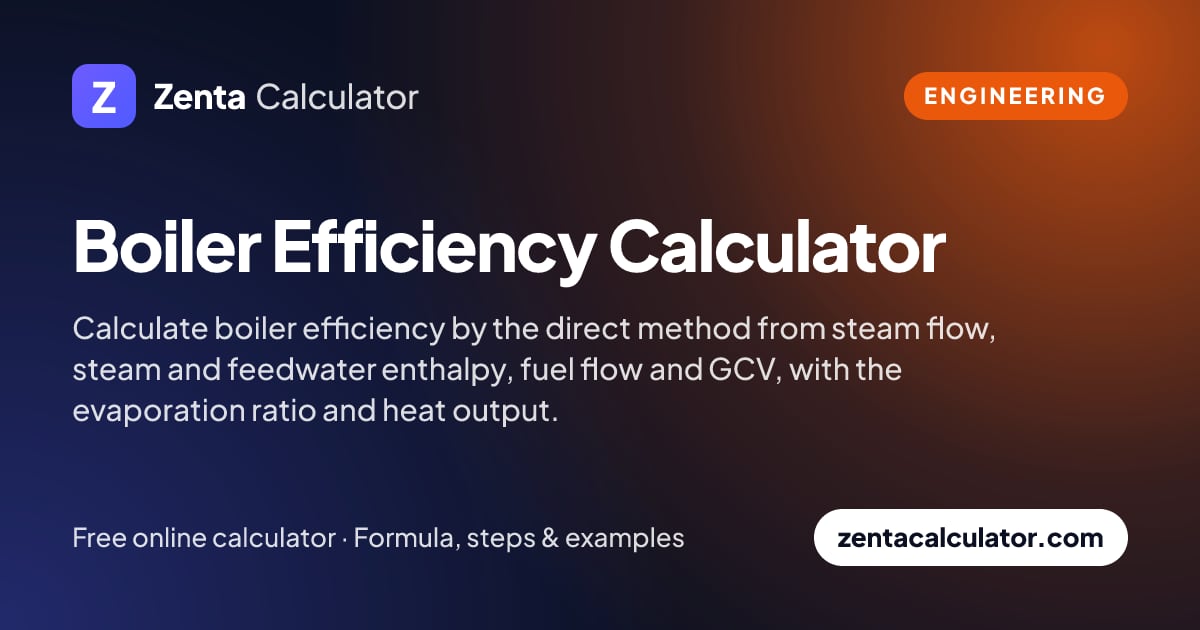 Z Zenta Calculator
ENGINEERING
Boiler Efficiency Calculator
Calculate boiler efficiency by the direct method from steam flow,
steam and feedwater enthalpy, fuel flow and GCV, with the
evaporation ratio and heat output.
Free online calculator · Formula, steps & examples
zentacalculator.com